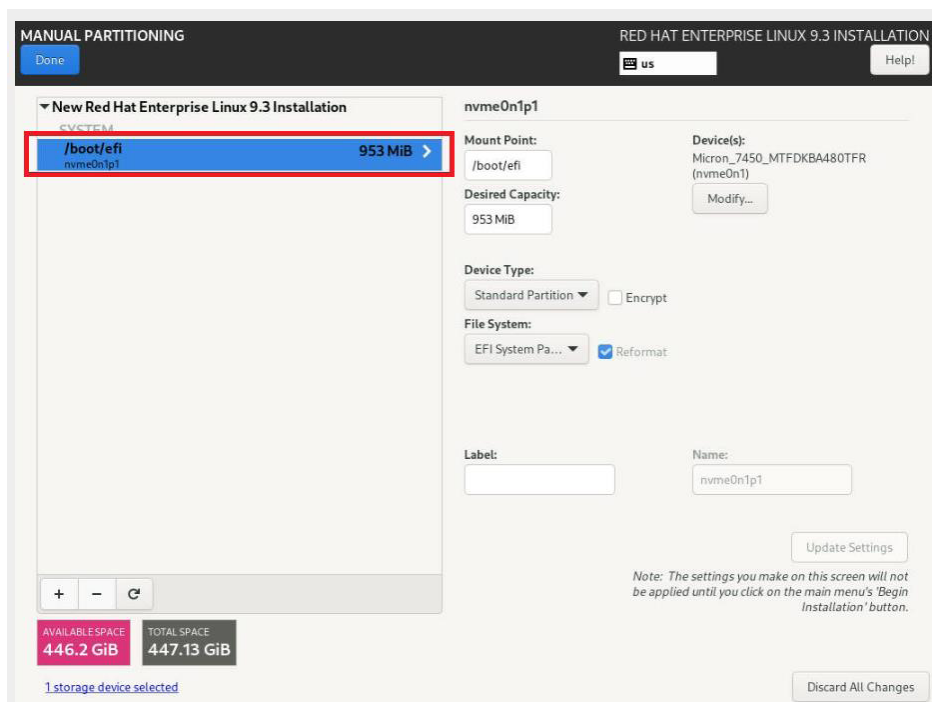 MANUAL PARTITIONING
RED HAT ENTERPRISE LINUX 9.3 INSTALLATION
Done
us
Help!
New Red Hat Enterprise Linux 9.3 Installation
SYSTEM
/boot/efi
953 MiB
nvme0n1p1
nvme0n1p1
Mount Point:
/boot/efi
Desired Capacity:
953 MiB
Device(s):
Micron_7450_MTFDKBA480TFR
(nvme0n1)
Modify...
Device Type:
Standard Partition
Encrypt
File System:
EFI System Pa...
Reformat
Label:
Name:
nvme0n1p1
Update Settings
Note: The settings you make on this screen will not
be applied until you click on the main menu's 'Begin
Installation' button.
+ −
AVAILABLE SPACE
446.2 GiB
TOTAL SPACE
447.13 GiB
1 storage device selected
Discard All Changes